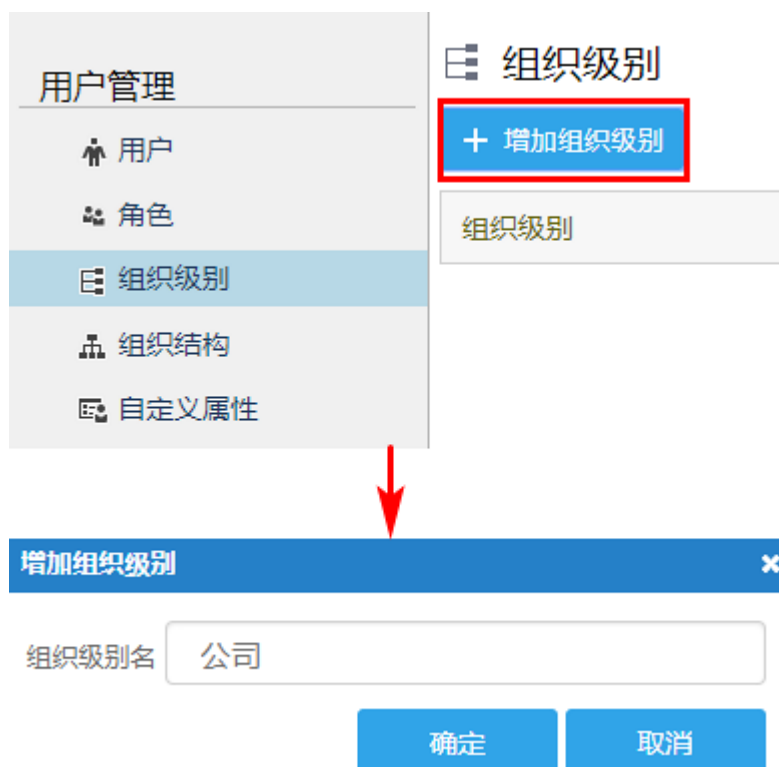 用户管理
用户
角色
组织级别
组织结构
自定义属性
组织级别
+ 增加组织级别
组织级别
增加组织级别
组织级别名 公司
确定 取消